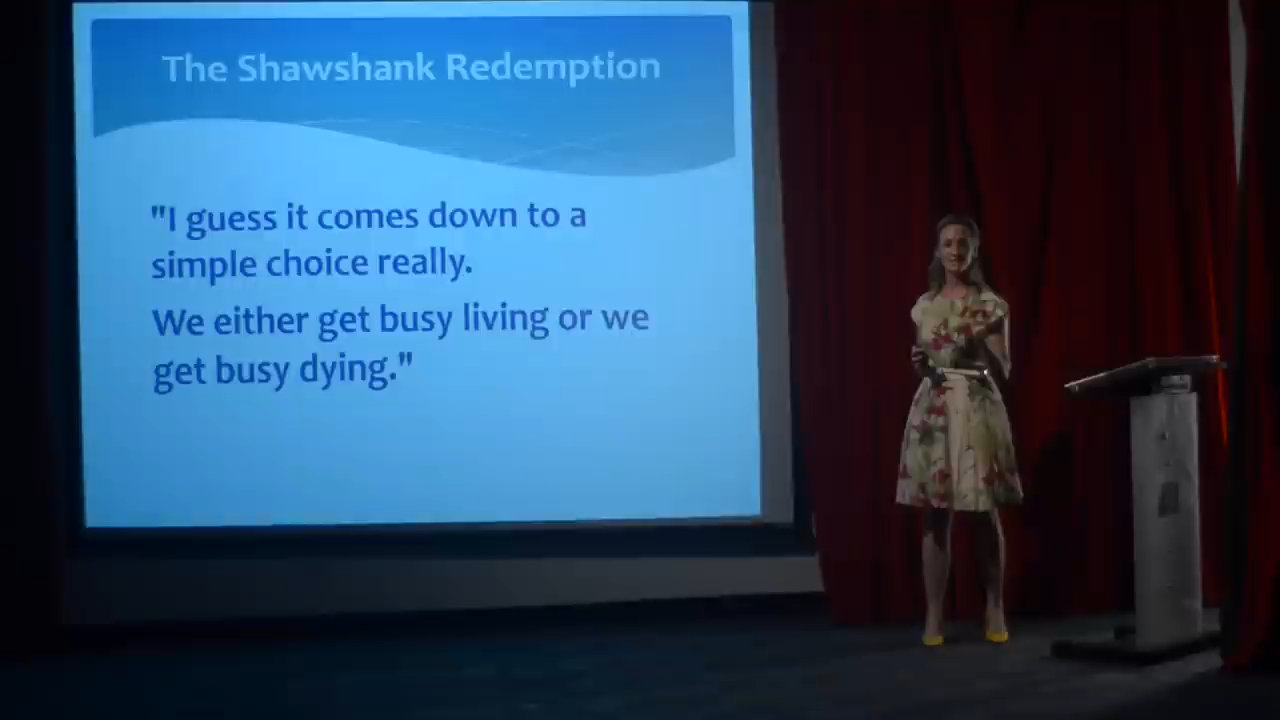 The Shawshank Redemption
"I guess it comes down to a
simple choice really.
We either get busy living or we
get busy dying."